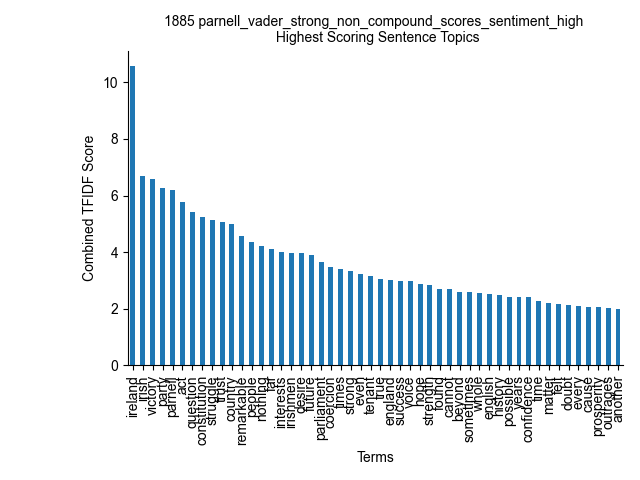 1885 parnell_vader_strong_non_compound_scores_sentiment_high
Highest Scoring Sentence Topics
Combined TFIDF Score
10
8
6
4
2
0
ireland
irish
victory
party
parnell
act
question
constitution
struggle
trust
country
remarkable
people
nothing
far
interests
irishmen
desire
future
parliament
coercion
times
strong
even
tenant
true
england
success
voice
hope
strength
found
cannot
beyond
sometimes
whole
english
history
possible
years
confidence
time
matter
felt
doubt
every
cause
prosperity
outrages
another
Terms